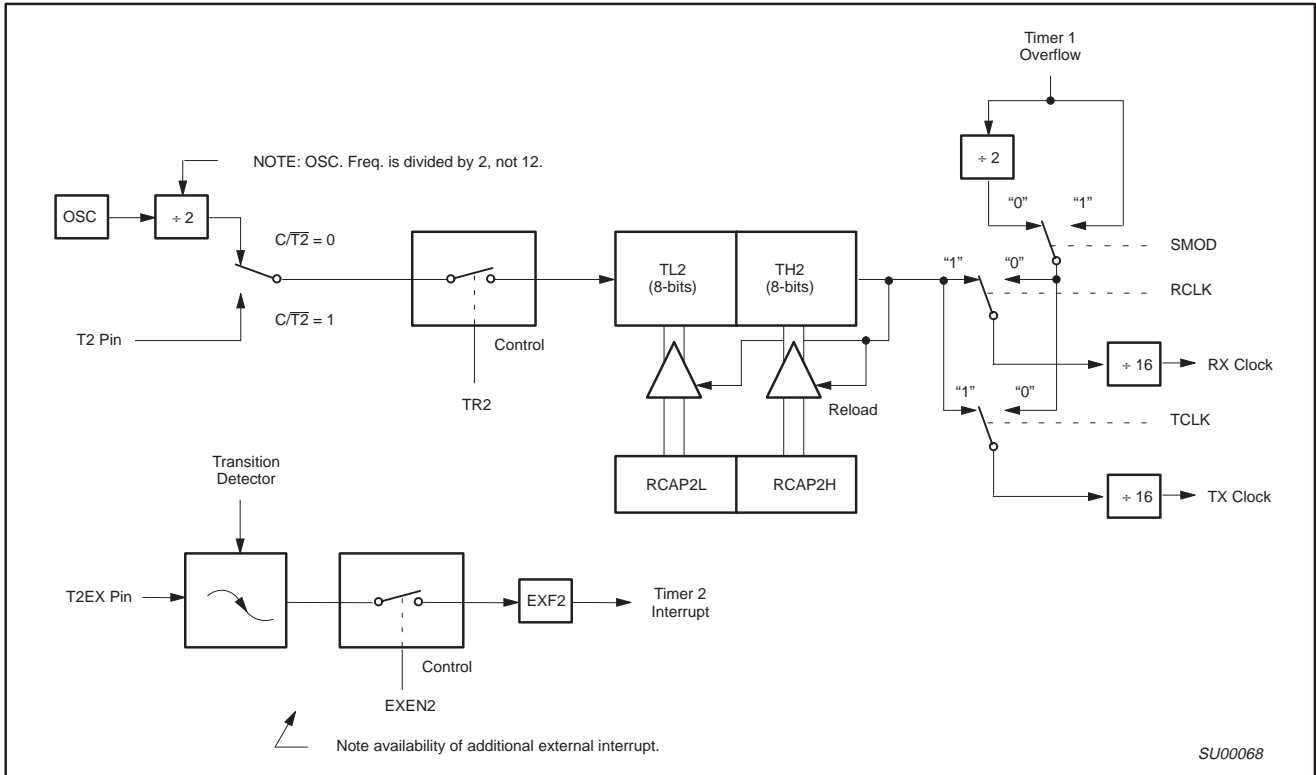 Timer 1
Overflow
÷ 2
NOTE: OSC. Freq. is divided by 2, not 12.
OSC
÷ 2
“0”
“1”
SMOD
C/T̅2̅ = 0
TL2
(8-bits)
TH2
(8-bits)
“1”
“0”
RCLK
C/T̅2̅ = 1
T2 Pin
Control
÷ 16
RX Clock
TR2
Reload
“1”
“0”
TCLK
Transition
Detector
RCAP2L
RCAP2H
÷ 16
TX Clock
T2EX Pin
EXF2
Timer 2
Interrupt
Control
EXEN2
Note availability of additional external interrupt.
SU00068